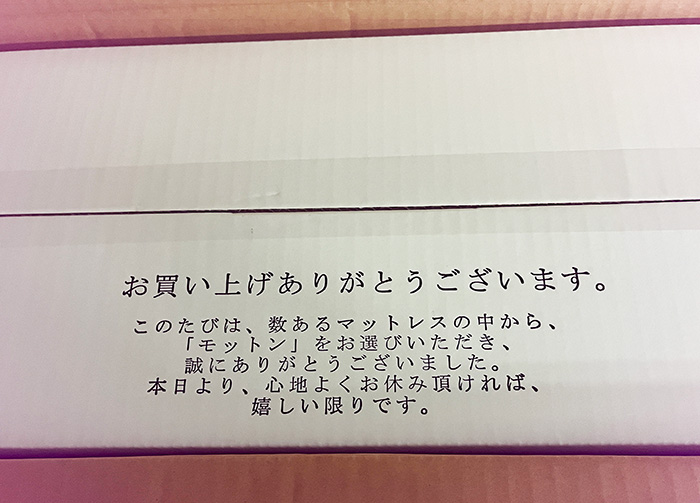 お買い上げありがとうございます。
このたびは、数あるマットレスの中から、
「モットン」をお選びいただき、
誠にありがとうございました。
本日より、心地よくお休み頂ければ、
嬉しい限りです。